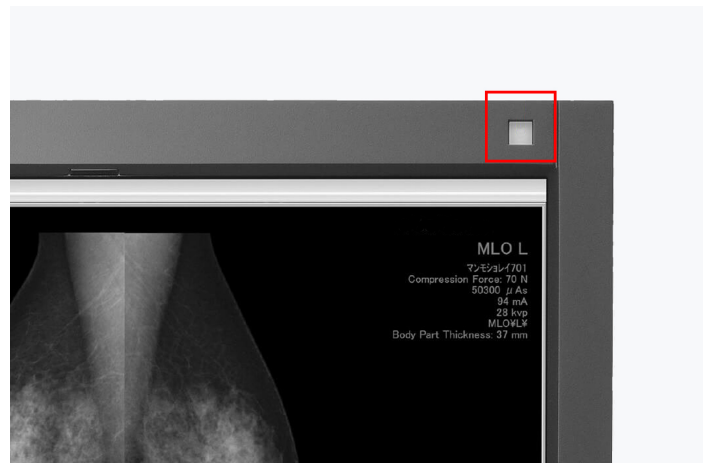 MLO L
マンモショレイ701
Compression Force: 70 N
50300 μAs
94 mA
28 kvp
MLO¥L¥
Body Part Thickness: 37 mm